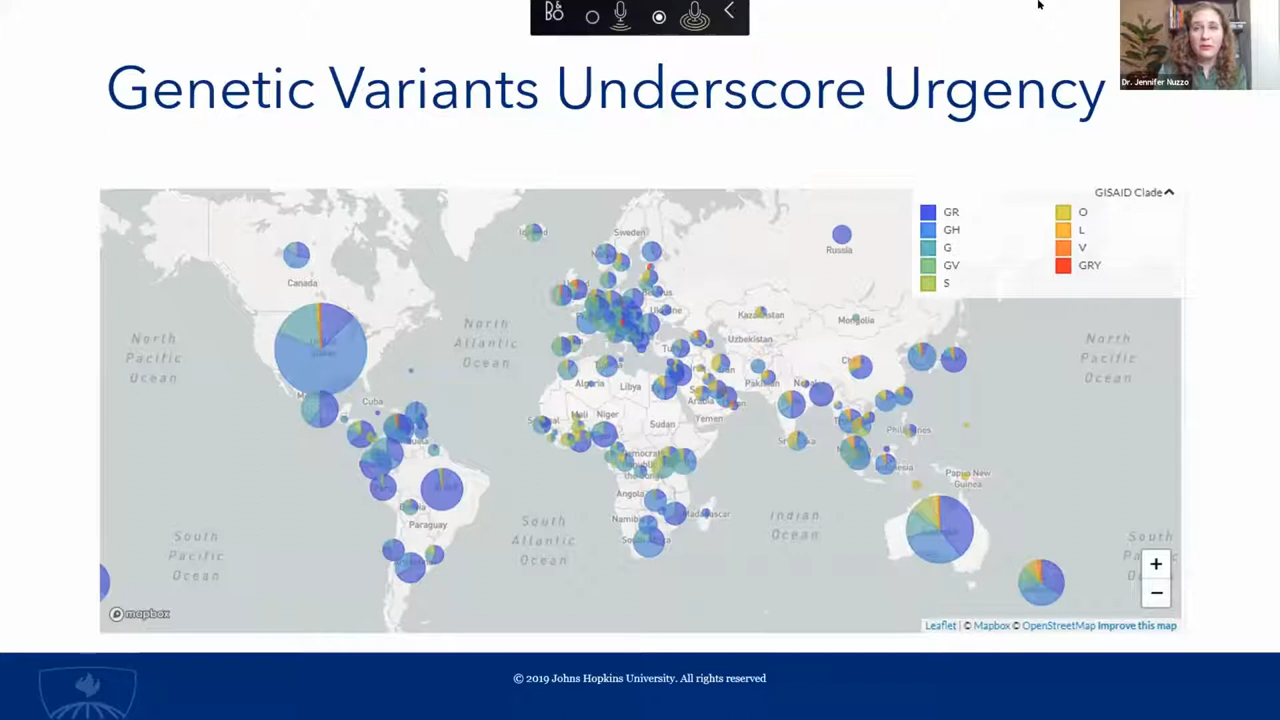 B&O
Dr. Jennifer Nuzzo
Genetic Variants Underscore Urgency
GISAID Clade
GR
GH
G
GV
S
O
L
V
GRY
Sweden
Russia
Canada
Kazakhstan
Mongolia
Uzbekistan
North
Pacific
Ocean
North
Atlantic
Ocean
North
Pacific
Ocean
Cuba
Algeria
Libya
Pakistan
Mali
Niger
Sudan
Yemen
Philippines
Papua New
Guinea
Angola
Namibia
Madagascar
Paraguay
South
Pacific
Ocean
South
Atlantic
Ocean
Indian
Ocean
South
+
−
mapbox
Leaflet | © Mapbox © OpenStreetMap Improve this map
© 2019 Johns Hopkins University. All rights reserved